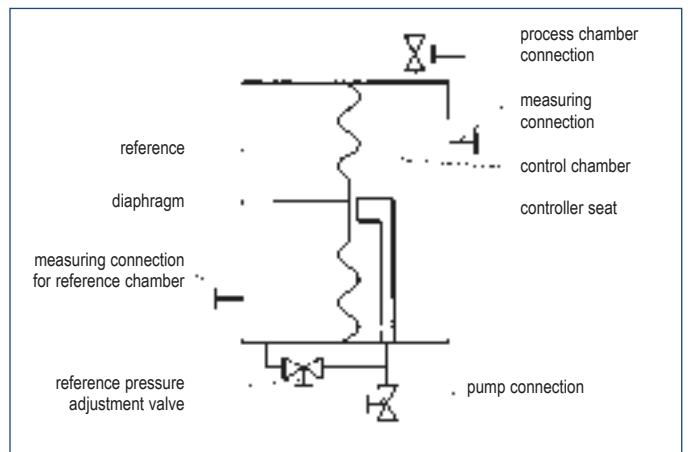 process chamber
connection
measuring
connection
reference
control chamber
diaphragm
controller seat
measuring connection
for reference chamber
reference pressure
adjustment valve
pump connection